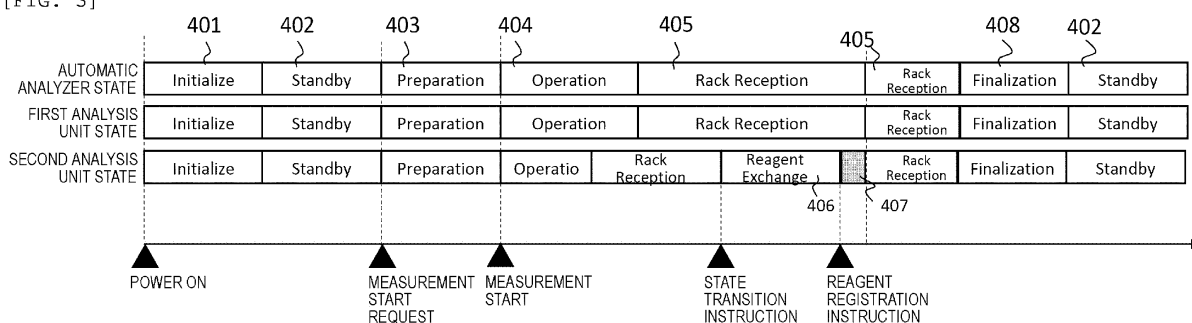 [FIG. 3]
401 402 403 404 405 405 408 402
AUTOMATIC
ANALYZER STATE
Initialize Standby Preparation Operation Rack Reception Rack
Reception Finalization Standby
FIRST ANALYSIS
UNIT STATE
Initialize Standby Preparation Operation Rack Reception Rack
Reception Finalization Standby
SECOND ANALYSIS
UNIT STATE
Initialize Standby Preparation Operatio Rack
Reception Reagent
Exchange Rack
Reception Finalization Standby
406 407
POWER ON
MEASUREMENT
START
REQUEST
MEASUREMENT
START
STATE
TRANSITION
INSTRUCTION
REAGENT
REGISTRATION
INSTRUCTION